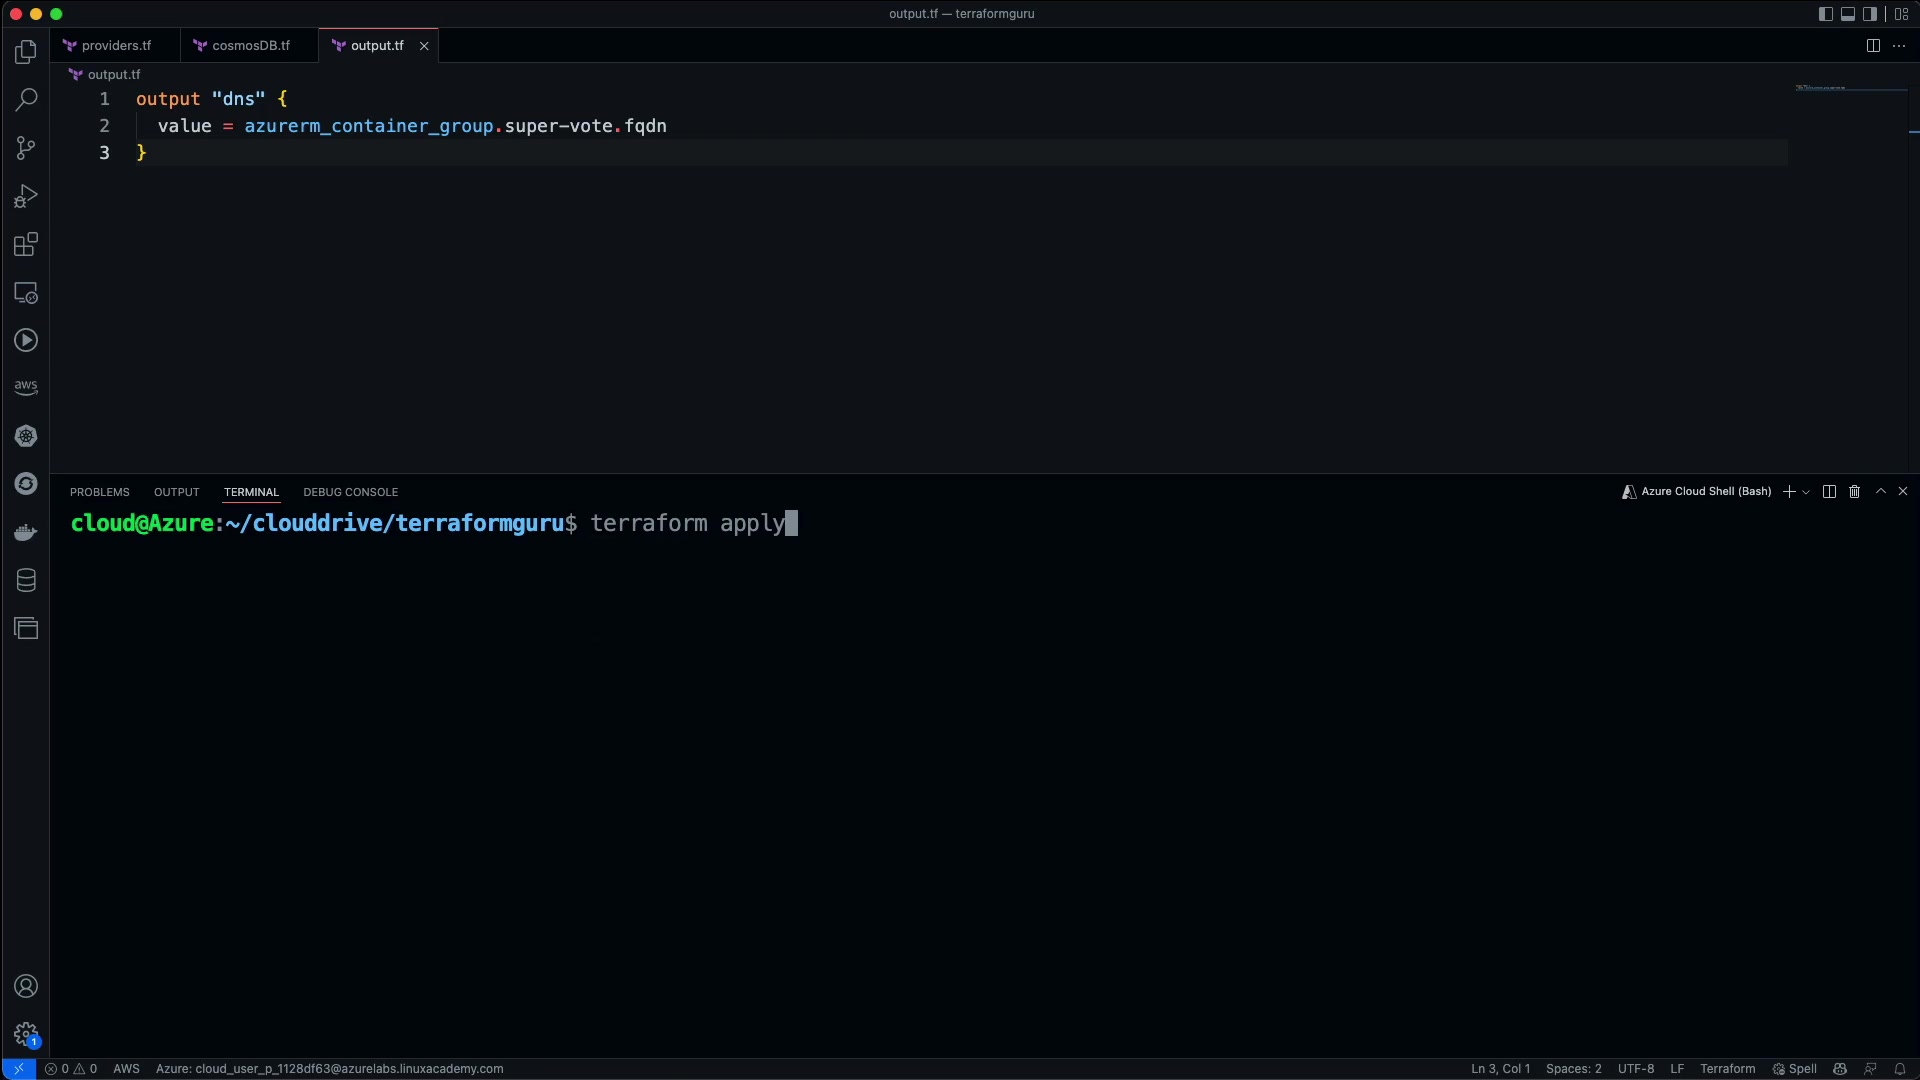 output.tf — terraformguru
providers.tf
cosmosDB.tf
output.tf
output.tf
1 output "dns" {
2 value = azurerm_container_group.super-vote.fqdn
3 }
aws
PROBLEMS
OUTPUT
TERMINAL
DEBUG CONSOLE
Azure Cloud Shell (Bash)
cloud@Azure:~/clouddrive/terraformguru$ terraform apply
1
0 0
AWS
Azure: cloud_user_p_1128df63@azurelabs.linuxacademy.com
Ln 3, Col 1
Spaces: 2
UTF-8
LF
Terraform
Spell